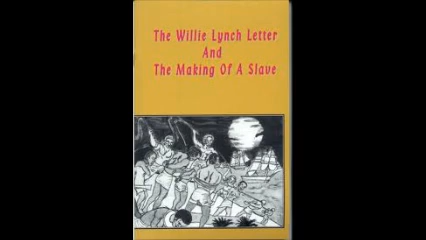 The Willie Lynch Letter
And
The Making Of A Slave